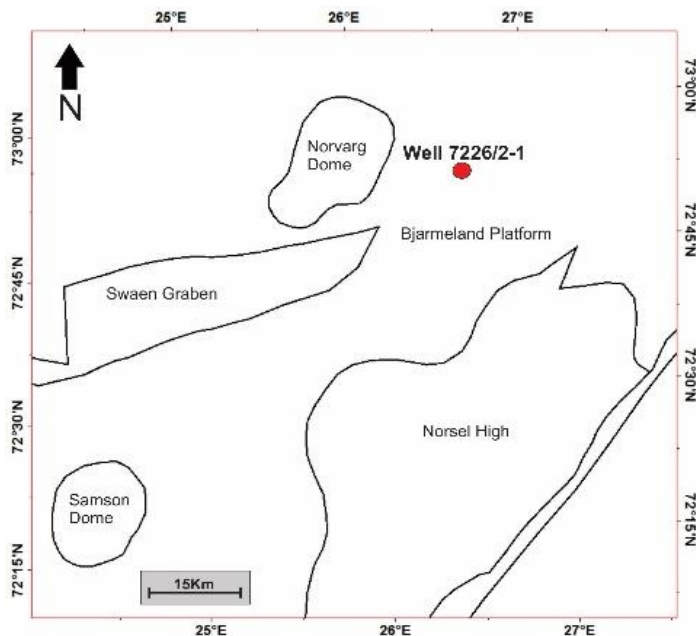 25°E
26°E
27°E
N
73°00'N
73°00'N
Norvarg
Dome
Well 7226/2-1
Bjarmeland Platform
72°45'N
72°45'N
Swaen Graben
72°30'N
72°30'N
Norsel High
Samson
Dome
72°15'N
72°15'N
15Km
25°E
26°E
27°E